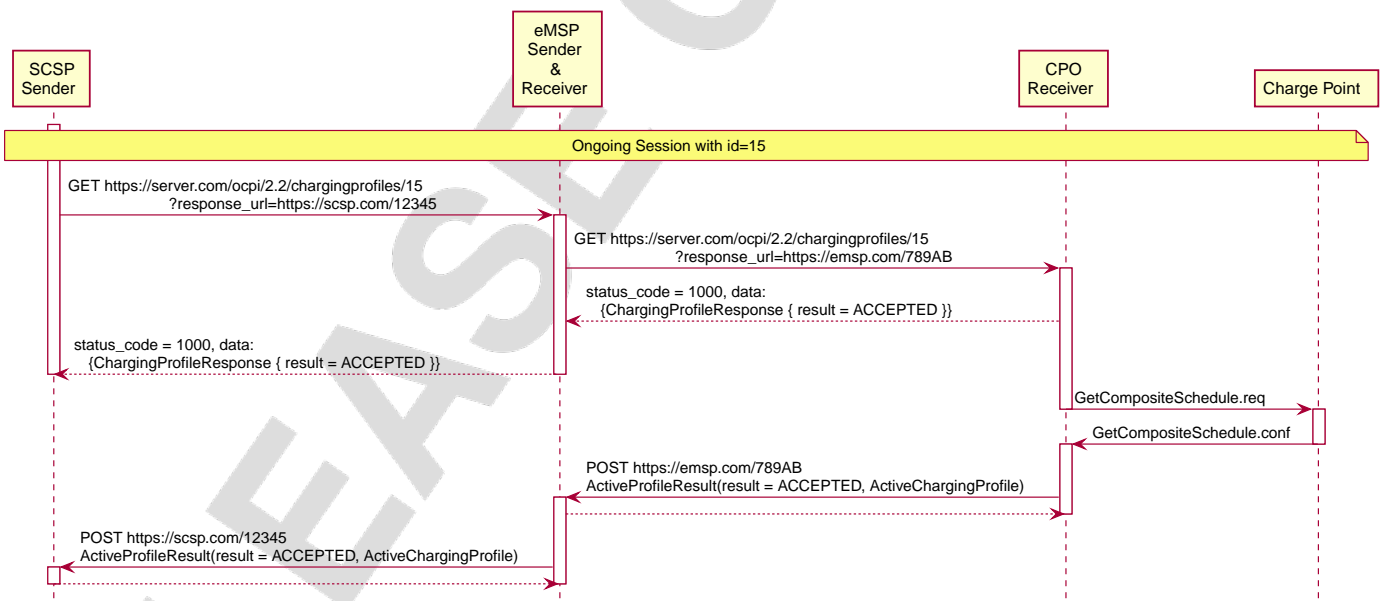 SCSP
Sender
eMSP
Sender
&
Receiver
CPO
Receiver
Charge Point
Ongoing Session with id=15
GET https://server.com/ocpi/2.2/chargingprofiles/15
?response_url=https://scsp.com/12345
GET https://server.com/ocpi/2.2/chargingprofiles/15
?response_url=https://emsp.com/789AB
status_code = 1000, data:
{ChargingProfileResponse { result = ACCEPTED }}
status_code = 1000, data:
{ChargingProfileResponse { result = ACCEPTED }}
GetCompositeSchedule.req
GetCompositeSchedule.conf
POST https://emsp.com/789AB
ActiveProfileResult(result = ACCEPTED, ActiveChargingProfile)
POST https://scsp.com/12345
ActiveProfileResult(result = ACCEPTED, ActiveChargingProfile)